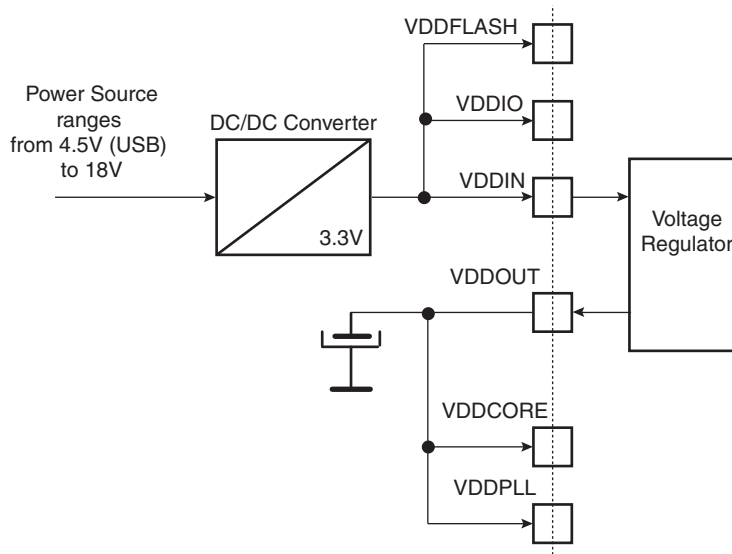 VDDFLASH
Power Source
ranges
from 4.5V (USB)
to 18V
DC/DC Converter
3.3V
VDDIO
VDDIN
Voltage
Regulator
VDDOUT
VDDCORE
VDDPLL